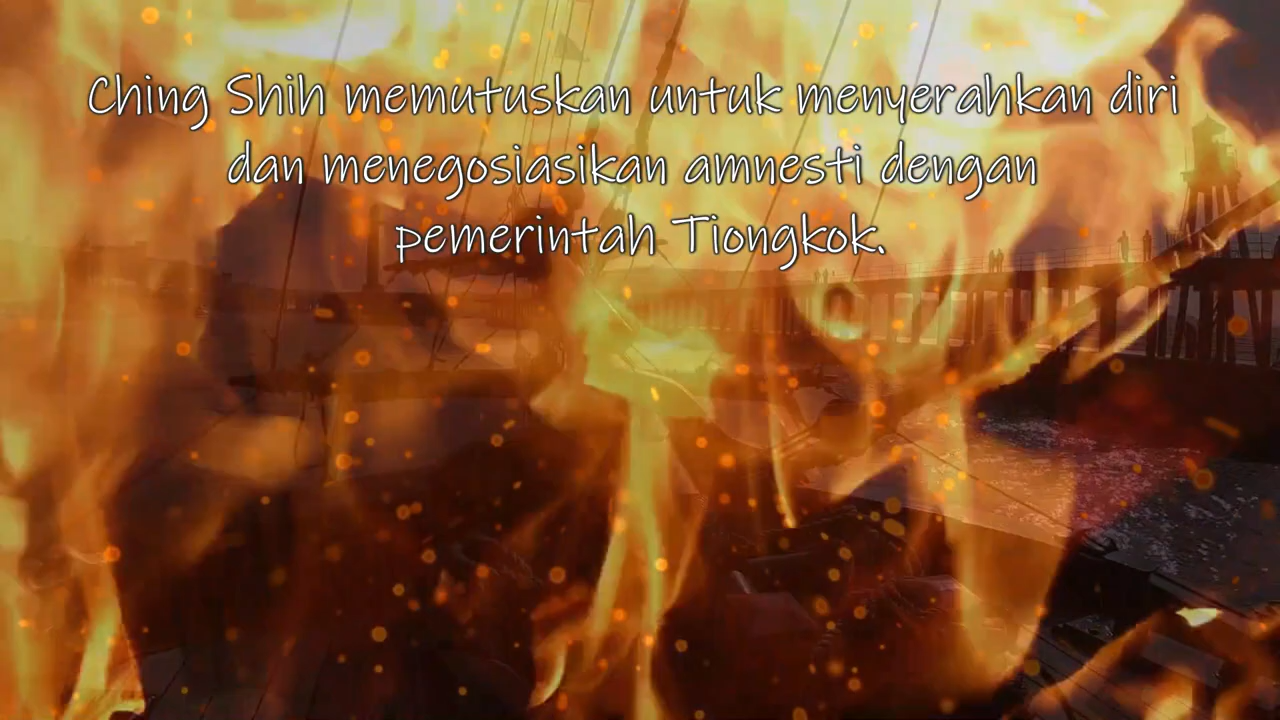 Ching Shih memutuskan untuk menyerahkan diri
dan menegosiasikan amnesti dengan
pemerintah Tiongkok.